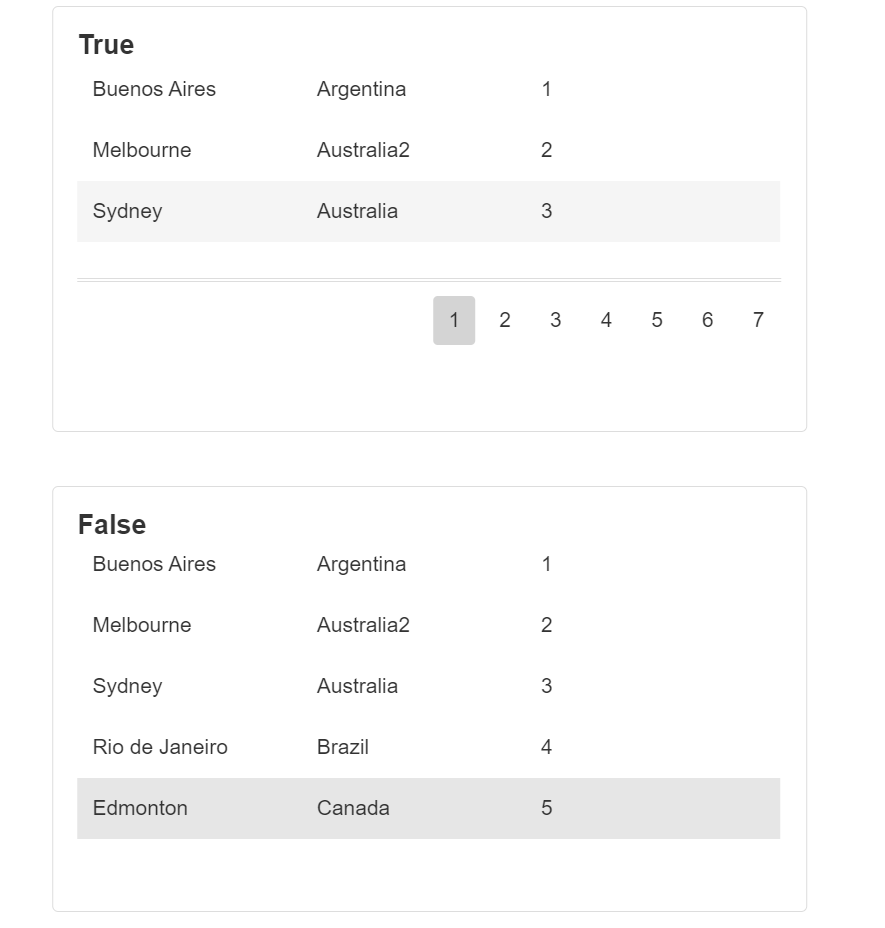 True
Buenos Aires Argentina 1
Melbourne Australia2 2
Sydney Australia 3
1 2 3 4 5 6 7
False
Buenos Aires Argentina 1
Melbourne Australia2 2
Sydney Australia 3
Rio de Janeiro Brazil 4
Edmonton Canada 5